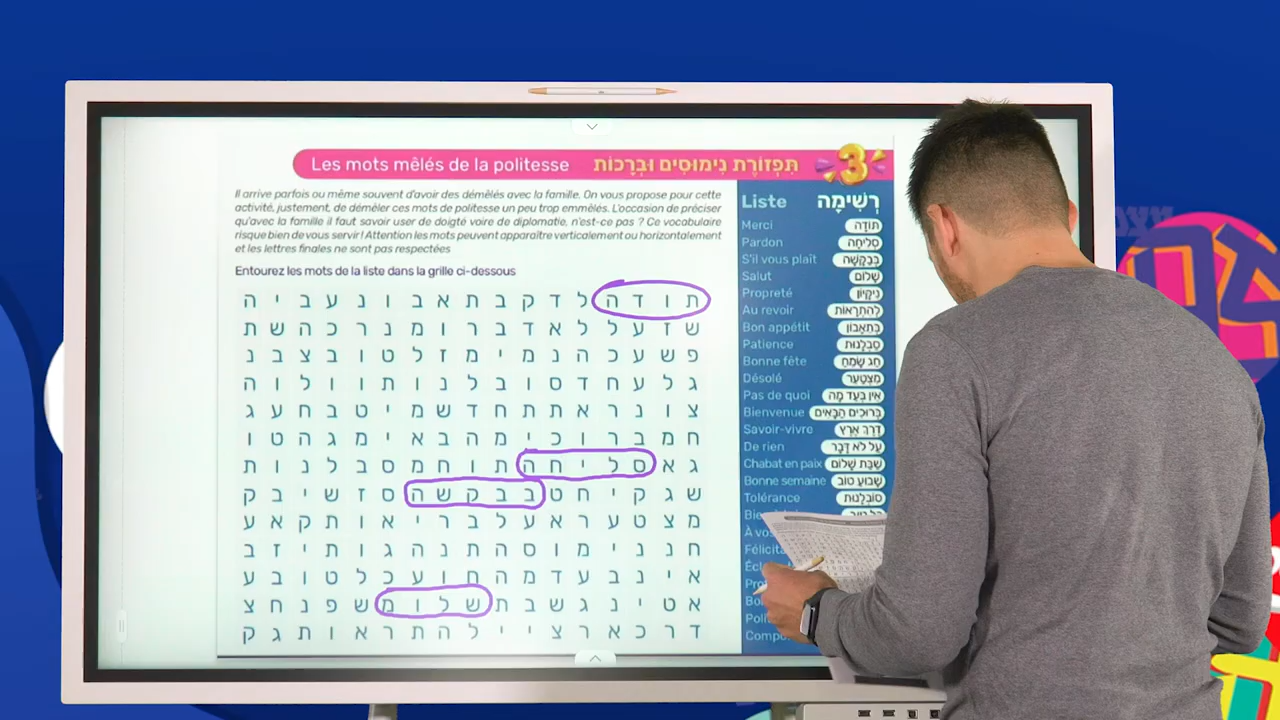 Les mots mêlés de la politesse תִּפְזוֹרֶת נִימוּסִים וּבְרָכוֹת 3
Il arrive parfois ou même souvent d'avoir des démêlés avec la famille. On vous propose pour cette
activité, justement, de démêler ces mots de politesse un peu trop emmêlés. L'occasion de préciser
qu'avec la famille il faut savoir user de doigté voire de diplomatie, n'est-ce pas ? Ce vocabulaire
risque bien de vous servir ! Attention les mots peuvent apparaître verticalement ou horizontalement
et les lettres finales ne sont pas respectées
Entourez les mots de la liste dans la grille ci-dessous
ת ו ד ה ל ד ק ב ת א ב ו נ ע ב י ה
ש ז ע ל ל א ד ב ר ו מ נ ר כ ה ש ת
פ ש ע כ ה נ מ י מ ז ל ט ו ב צ ב נ
ג ל ע ח ד ס ו ב ל נ ו ת ו ו ל ו ה
צ ו נ ר א ת ת ח ד ש מ י ט ב ח ע ג
ח מ ב ר ו כ י מ ה ב א י מ ג ה ט ו
ג א ס ל י ח ה ת ו ח מ ס ב ל נ ו ת
ש ג ק י ח ט ב ב ק ש ה ס ז ש י ב ק
מ צ ט ע ר א ע ל ב ר י א ו ת ק א ע
ח נ נ י מ ו ס ה ת נ ה ג ו ת י ז ב
א י נ ב ע ד מ ה ח ו ע כ ל ט ו ב ע
א ט י נ ג ש ב ת ש ל ו מ ש פ נ ח צ
ד ר כ א ר צ י י ל ה ת ר א ו ת ג ק
Liste רְשִׁימָה
Merci תּוֹדָה
Pardon סְלִיחָה
S'il vous plaît בְּבַקָּשָׁה
Salut שָׁלוֹם
Propreté נִיקָיוֹן
Au revoir לְהִתְרָאוֹת
Bon appétit בְּתֵאָבוֹן
Patience סַבְלָנוּת
Bonne fête חַג שָׂמֵחַ
Désolé מִצְטַעֵר
Pas de quoi אֵין בְּעַד מָה
Bienvenue בְּרוּכִים הַבָּאִים
Savoir-vivre דֶּרֶךְ אֶרֶץ
De rien עַל לֹא דָּבָר
Chabat en paix שַׁבַּת שָׁלוֹם
Bonne semaine שָׁבוּעַ טוֹב
Tolérance סוֹבְלָנוּת